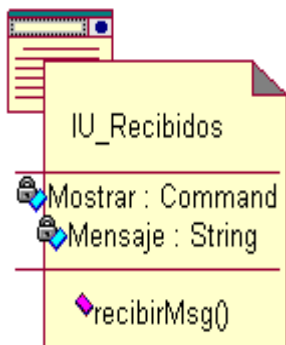 IU_Recibidos
Mostrar : Command
Mensaje : String
recibirMsg()